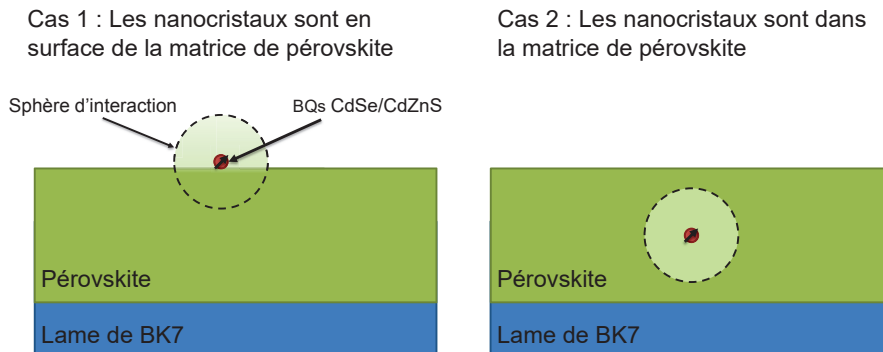 Cas 1 : Les nanocristaux sont en
surface de la matrice de pérovskite
Sphère d'interaction
BQs CdSe/CdZnS
Pérovskite
Lame de BK7
Cas 2 : Les nanocristaux sont dans
la matrice de pérovskite
Pérovskite
Lame de BK7